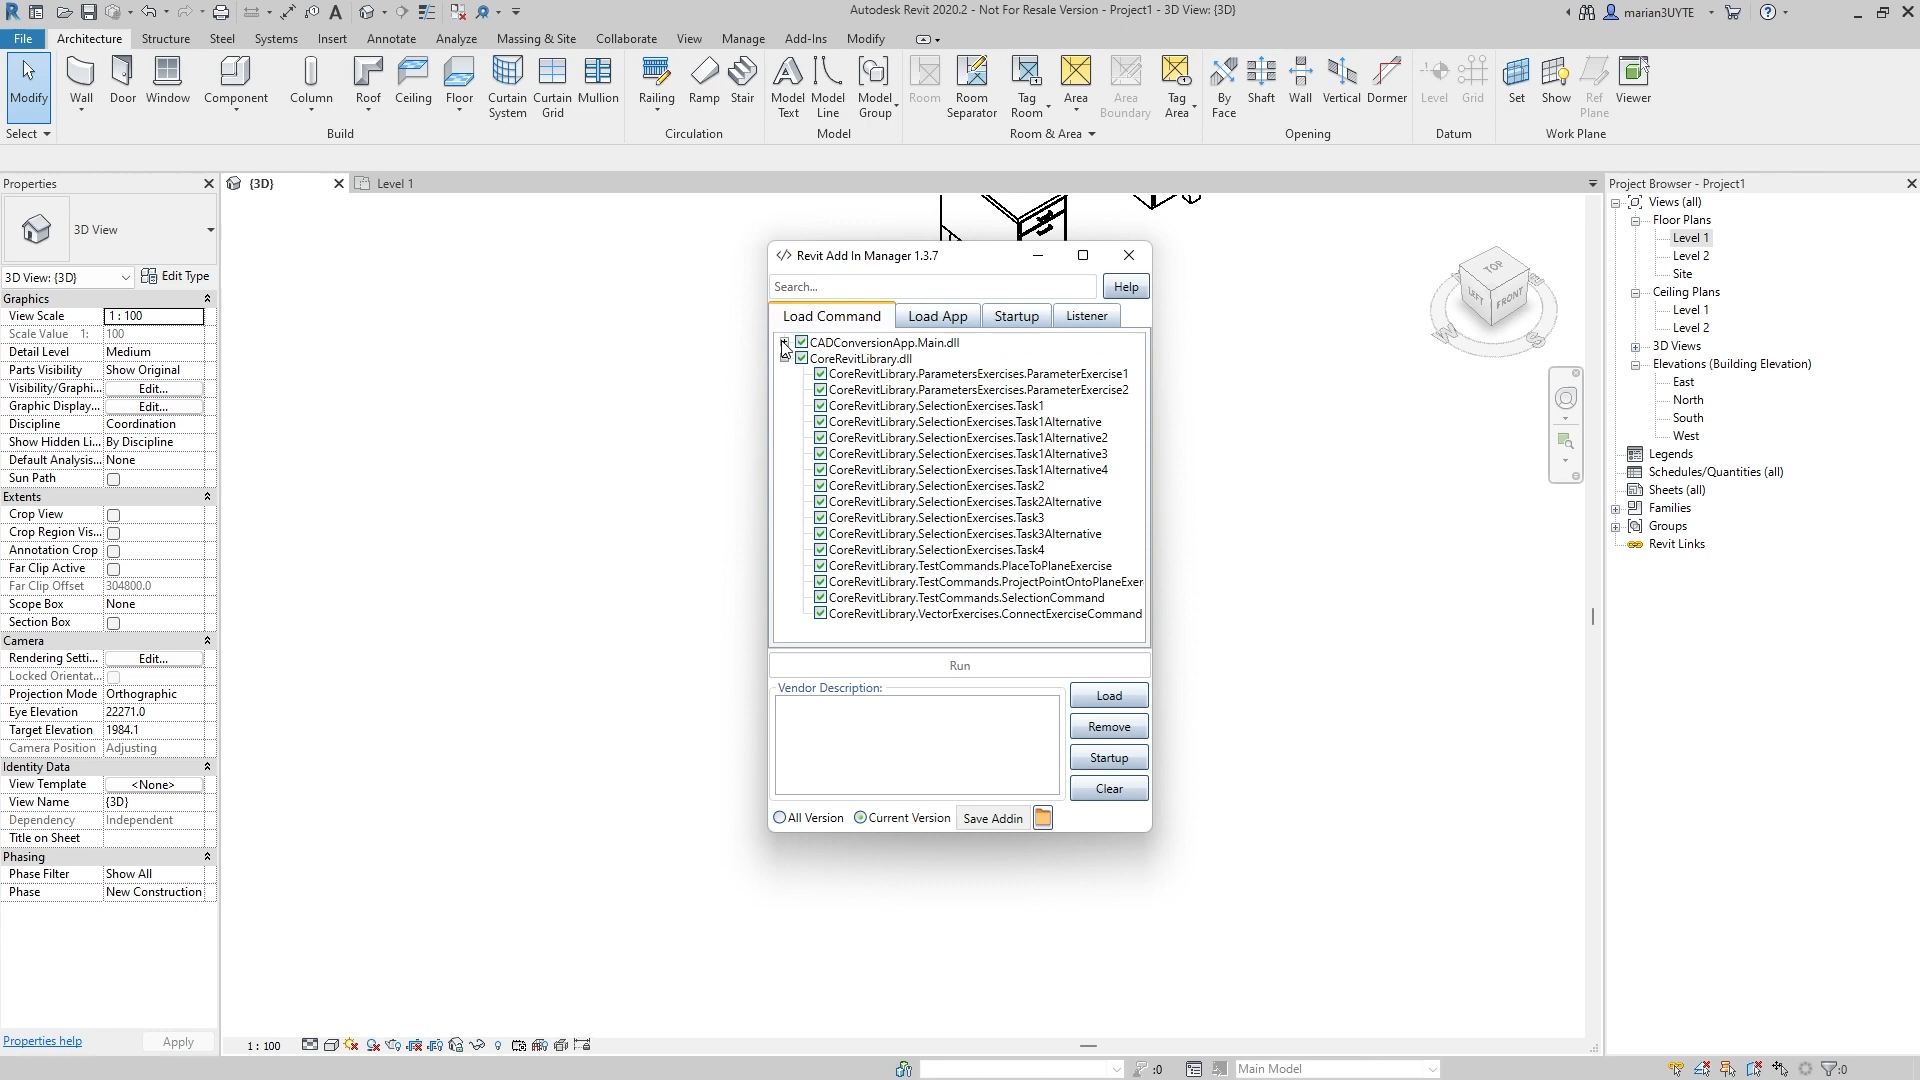 Autodesk Revit 2020.2 - Not For Resale Version - Project1 - 3D View: {3D}
marian3UYTE
File Architecture Structure Steel Systems Insert Annotate Analyze Massing & Site Collaborate View Manage Add-Ins Modify
Modify Wall Door Window Component Column Roof Ceiling Floor Curtain System Curtain Grid Mullion Railing Ramp Stair Model Text Model Line Model Group Room Room Separator Tag Room Area Area Boundary Tag Area By Face Shaft Wall Vertical Dormer Level Grid Set Show Ref Plane Viewer
Select Build Circulation Model Room & Area Opening Datum Work Plane
Properties
3D View
3D View: {3D} Edit Type
Graphics
View Scale 1 : 100
Scale Value 1: 100
Detail Level Medium
Parts Visibility Show Original
Visibility/Graphi... Edit...
Graphic Display... Edit...
Discipline Coordination
Show Hidden Li... By Discipline
Default Analysis... None
Sun Path
Extents
Crop View
Crop Region Vis...
Annotation Crop
Far Clip Active
Far Clip Offset 304800.0
Scope Box None
Section Box
Camera
Rendering Setti... Edit...
Locked Orientat...
Projection Mode Orthographic
Eye Elevation 22271.0
Target Elevation 1984.1
Camera Position Adjusting
Identity Data
View Template <None>
View Name {3D}
Dependency Independent
Title on Sheet
Phasing
Phase Filter Show All
Phase New Construction
Properties help Apply
{3D} Level 1
TOP
LEFT FRONT
W S
Revit Add In Manager 1.3.7
Search... Help
Load Command Load App Startup Listener
CADConversionApp.Main.dll
CoreRevitLibrary.dll
CoreRevitLibrary.ParametersExercises.ParameterExercise1
CoreRevitLibrary.ParametersExercises.ParameterExercise2
CoreRevitLibrary.SelectionExercises.Task1
CoreRevitLibrary.SelectionExercises.Task1Alternative
CoreRevitLibrary.SelectionExercises.Task1Alternative2
CoreRevitLibrary.SelectionExercises.Task1Alternative3
CoreRevitLibrary.SelectionExercises.Task1Alternative4
CoreRevitLibrary.SelectionExercises.Task2
CoreRevitLibrary.SelectionExercises.Task2Alternative
CoreRevitLibrary.SelectionExercises.Task3
CoreRevitLibrary.SelectionExercises.Task3Alternative
CoreRevitLibrary.SelectionExercises.Task4
CoreRevitLibrary.TestCommands.PlaceToPlaneExercise
CoreRevitLibrary.TestCommands.ProjectPointOntoPlaneExer
CoreRevitLibrary.TestCommands.SelectionCommand
CoreRevitLibrary.VectorExercises.ConnectExerciseCommand
Run
Vendor Description:
Load
Remove
Startup
Clear
All Version Current Version Save Addin
Project Browser - Project1
Views (all)
Floor Plans
Level 1
Level 2
Site
Ceiling Plans
Level 1
Level 2
3D Views
Elevations (Building Elevation)
East
North
South
West
Legends
Schedules/Quantities (all)
Sheets (all)
Families
Groups
Revit Links
1 : 100
:0 Main Model :0